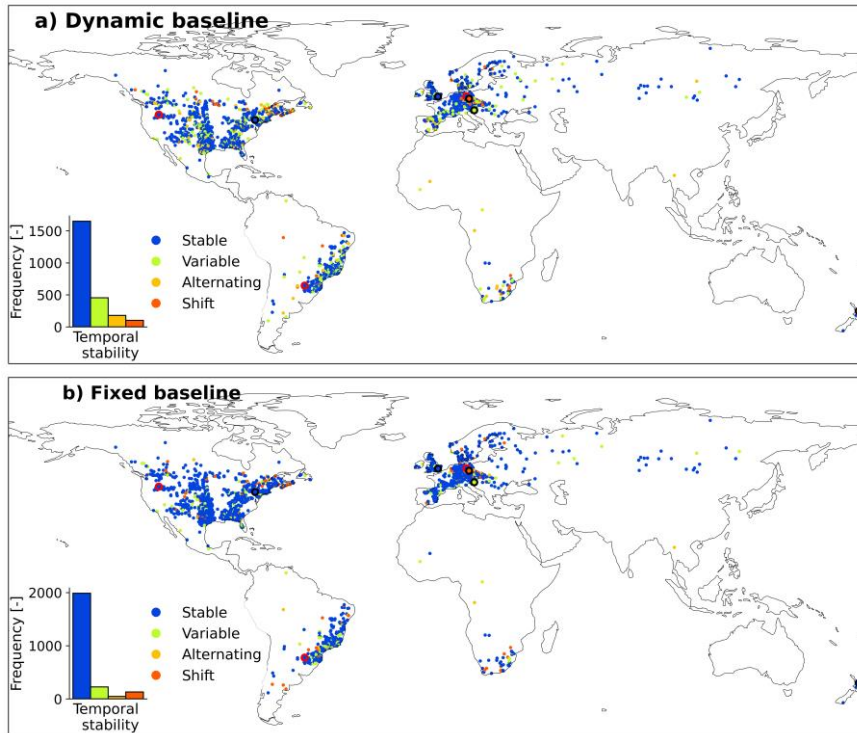 a) Dynamic baseline
1500
1000
500
0
Frequency [-]
Temporal
stability
Stable
Variable
Alternating
Shift
b) Fixed baseline
2000
1000
0
Frequency [-]
Temporal
stability
Stable
Variable
Alternating
Shift